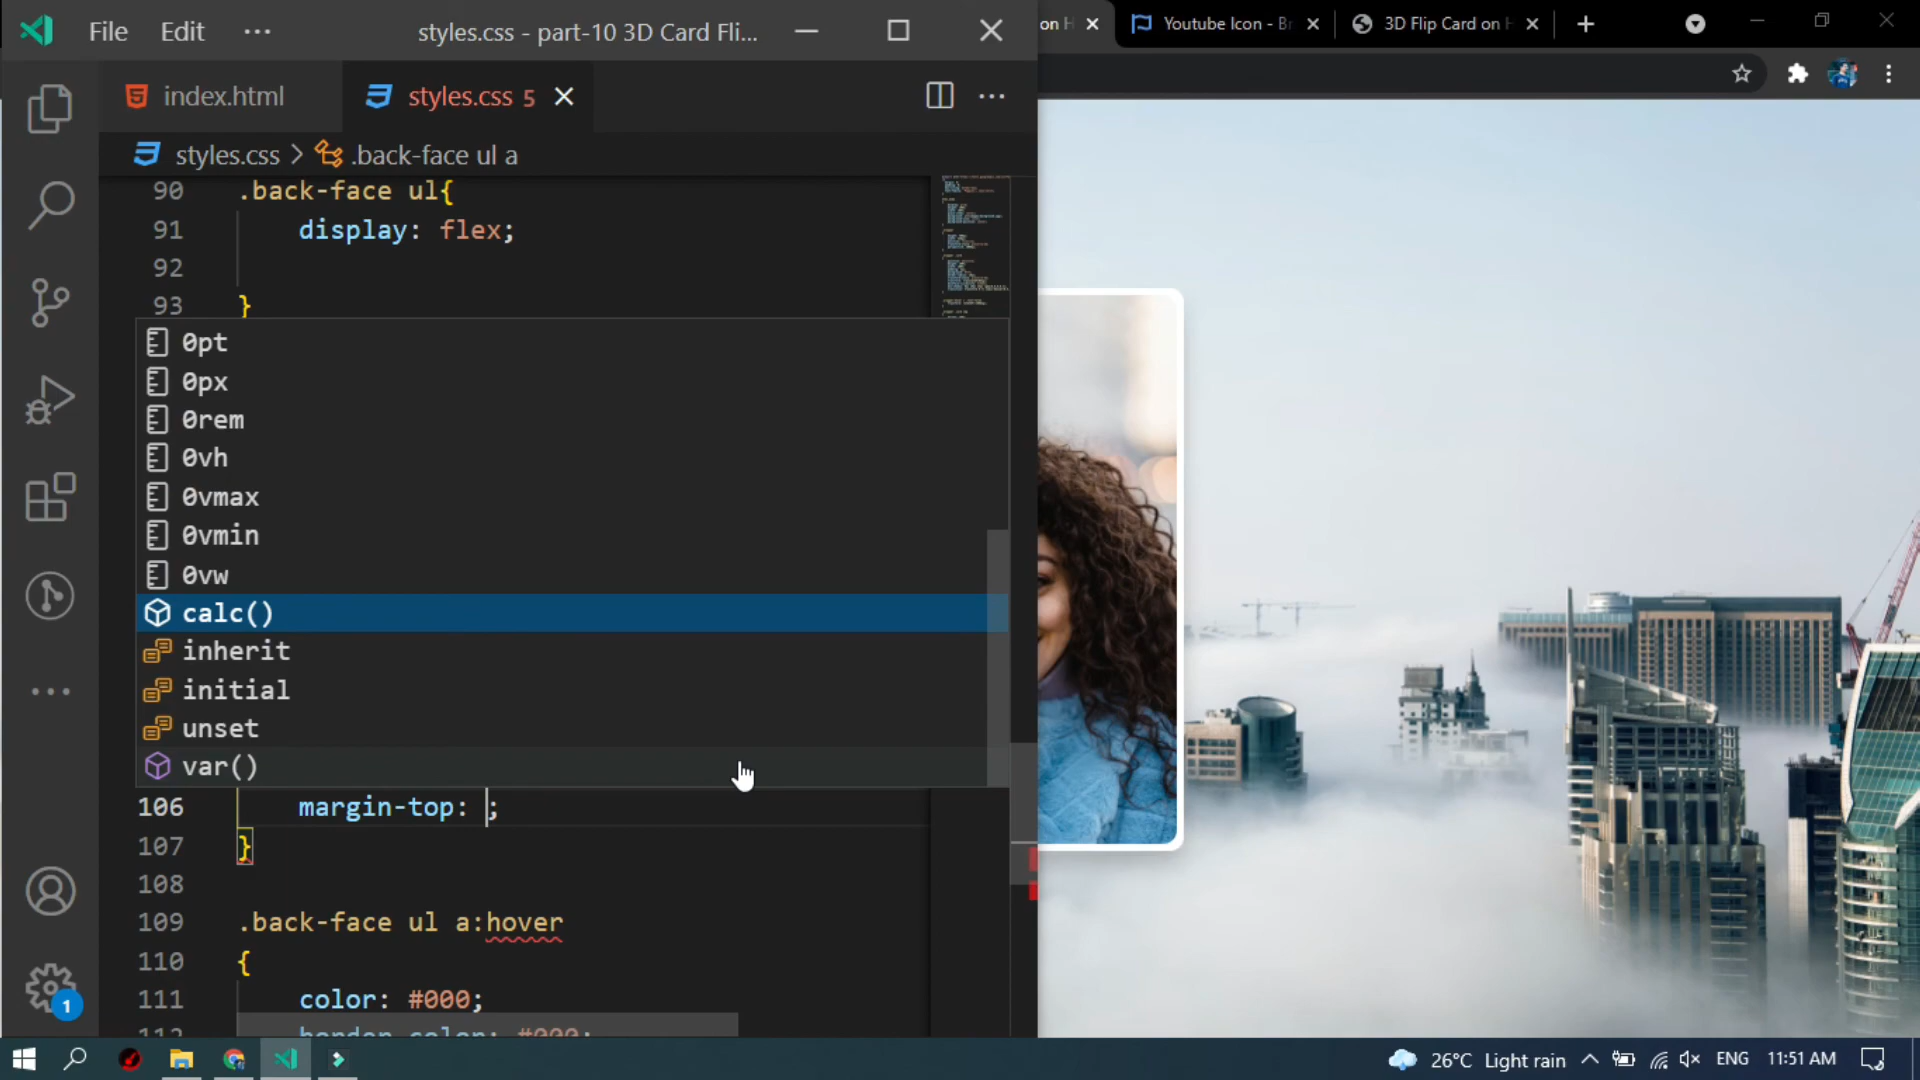 File Edit ··· styles.css - part-10 3D Card Fli...
on H Youtube Icon - Br 3D Flip Card on H
index.html styles.css 5
styles.css > .back-face ul a
90 .back-face ul{
91 display: flex;
92
93 }
0pt
0px
0rem
0vh
0vmax
0vmin
0vw
calc()
inherit
initial
unset
var()
106 margin-top: ;
107 }
108
109 .back-face ul a:hover
110 {
111 color: #000;
112 border-color: #000;
1
26°C Light rain ENG 11:51 AM